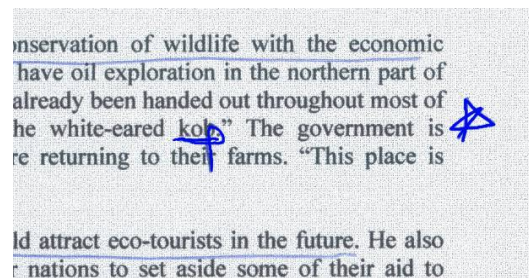 onservation of wildlife with the economic
have oil exploration in the northern part of
already been handed out throughout most of
he white-eared kob.” The government is
re returning to their farms. “This place is
ld attract eco-tourists in the future. He also
r nations to set aside some of their aid to